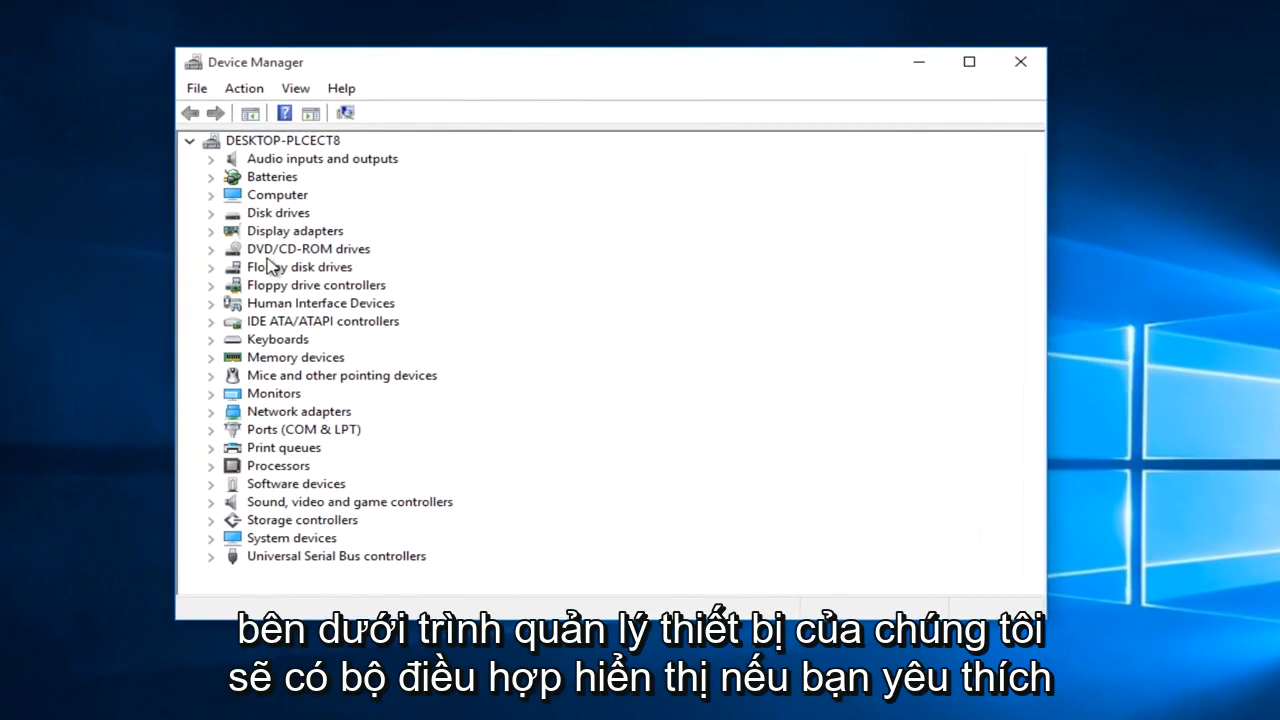 Device Manager
File Action View Help
DESKTOP-PLCECT8
Audio inputs and outputs
Batteries
Computer
Disk drives
Display adapters
DVD/CD-ROM drives
Floppy disk drives
Floppy drive controllers
Human Interface Devices
IDE ATA/ATAPI controllers
Keyboards
Memory devices
Mice and other pointing devices
Monitors
Network adapters
Ports (COM & LPT)
Print queues
Processors
Software devices
Sound, video and game controllers
Storage controllers
System devices
Universal Serial Bus controllers
bên dưới trình quản lý thiết bị của chúng tôi
sẽ có bộ điều hợp hiển thị nếu bạn yêu thích